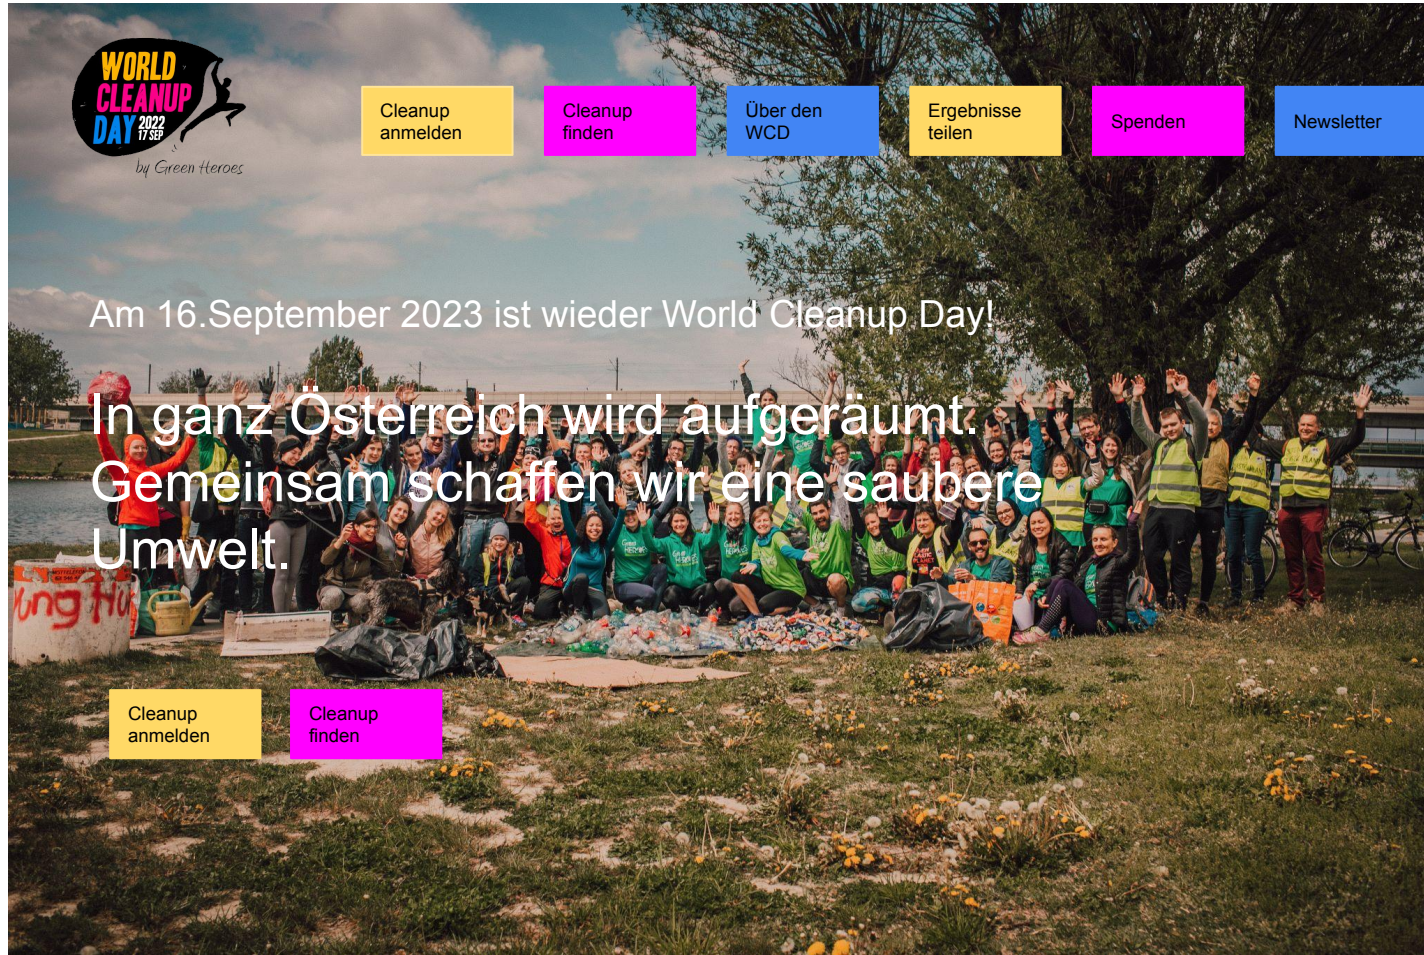 WORLD
CLEANUP
DAY 2022
17 SEP
by Green Heroes
Cleanup
anmelden
Cleanup
finden
Über den
WCD
Ergebnisse
teilen
Spenden
Newsletter
Am 16.September 2023 ist wieder World Cleanup Day!
In ganz Österreich wird aufgeräumt.
Gemeinsam schaffen wir eine saubere
Umwelt.
Cleanup
anmelden
Cleanup
finden